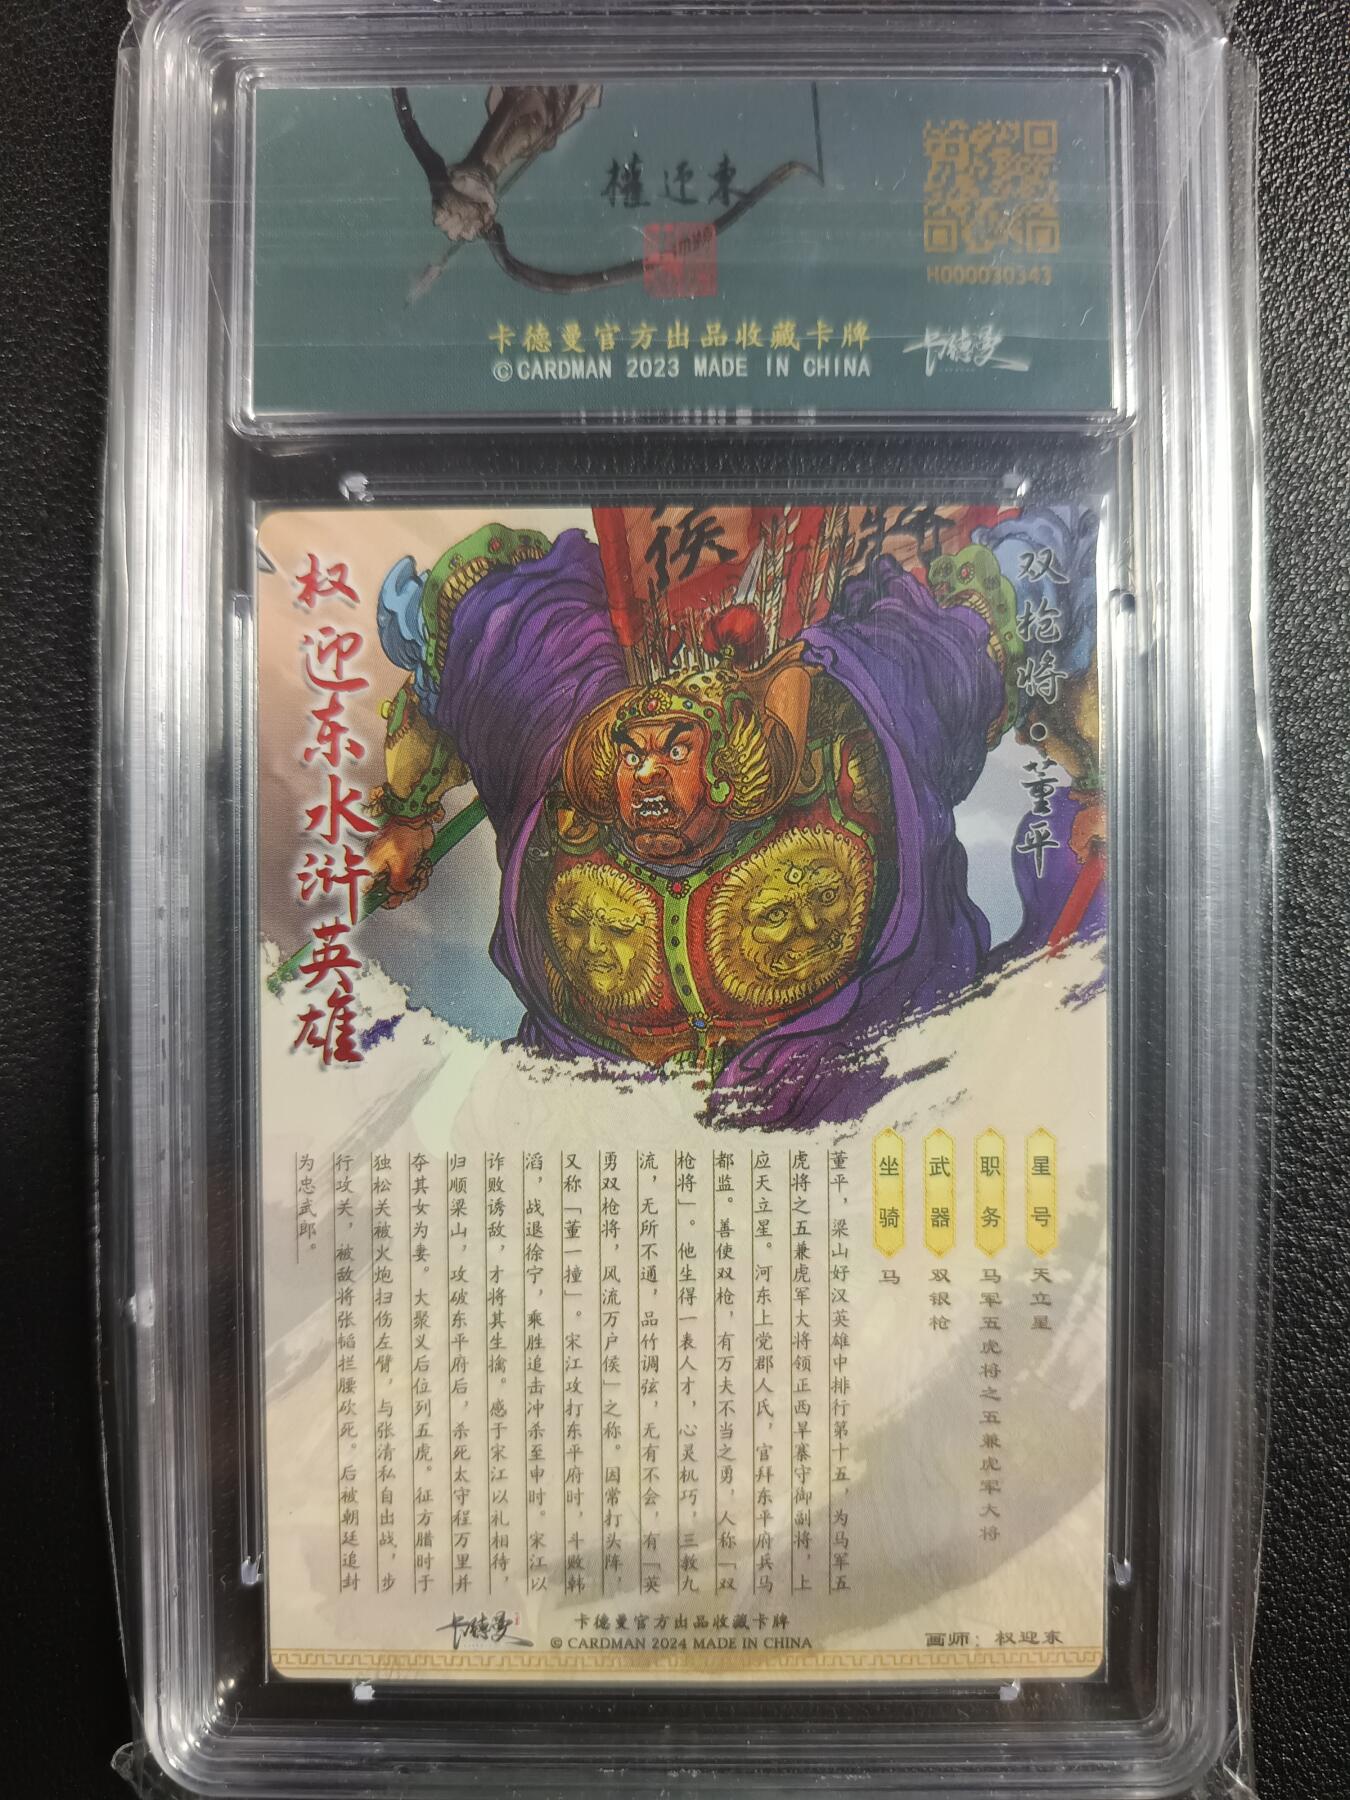 權迎東
H000030343
卡德曼官方出品收藏卡牌
©CARDMAN 2023 MADE IN CHINA
卡德曼
侯
将
双枪将·董平
权迎东水浒英雄
星号 天立星
职务 马军五虎将之五兼虎军大将
武器 双银枪
坐骑 马
董平，梁山好汉英雄中排行第十五，为马军五
虎将之五兼虎军大将领正西旱寨守御副将，上
应天立星。河东上党郡人氏，官拜东平府兵马
都监。善使双枪，有万夫不当之勇，人称「双
枪将」。他生得一表人才，心灵机巧，三教九
流，无所不通，品竹调弦，无有不会，有「英
勇双枪将，风流万户侯」之称。因常打头阵，
又称「董一撞」。宋江攻打东平府时，斗败韩
滔，战退徐宁，乘胜追击冲杀至申时。宋江以
诈败诱敌，才将其生擒。感于宋江以礼相待，
归顺梁山，攻破东平府后，杀死太守程万里并
夺其女为妻。大聚义后位列五虎。征方腊时于
独松关被火炮扫伤左臂，与张清私自出战，步
行攻关，被敌将张韬拦腰砍死。后被朝廷追封
为忠武郎。
卡德曼
卡德曼官方出品收藏卡牌
© CARDMAN 2024 MADE IN CHINA
画师：权迎东